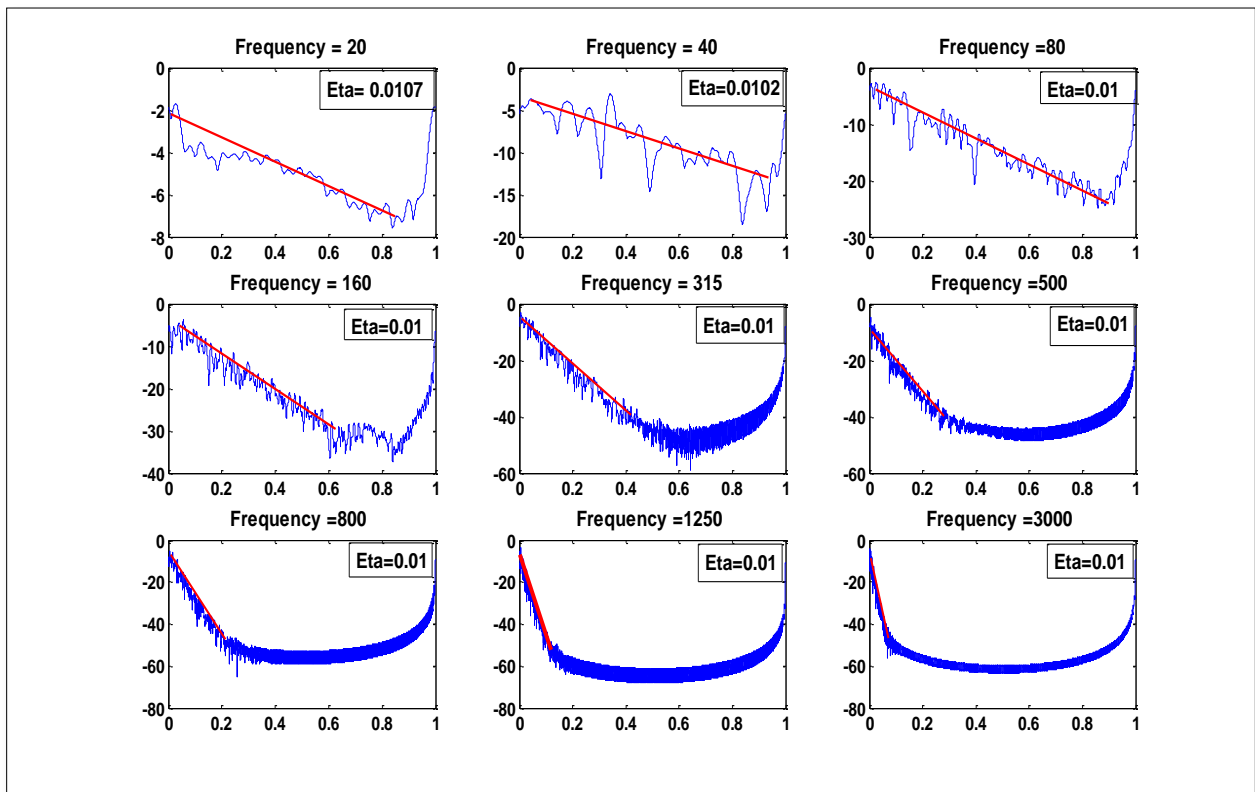 Frequency = 20
Frequency = 40
Frequency =80
Eta= 0.0107
Eta=0.0102
Eta=0.01
0
-2
-4
-6
-8
0 0.2 0.4 0.6 0.8 1
0
-5
-10
-15
-20
0 0.2 0.4 0.6 0.8 1
0
-10
-20
-30
0 0.2 0.4 0.6 0.8 1
Frequency = 160
Frequency = 315
Frequency =500
Eta=0.01
Eta=0.01
Eta=0.01
0
-10
-20
-30
-40
0 0.2 0.4 0.6 0.8 1
0
-20
-40
-60
0 0.2 0.4 0.6 0.8 1
0
-20
-40
-60
0 0.2 0.4 0.6 0.8 1
Frequency =800
Frequency =1250
Frequency =3000
Eta=0.01
Eta=0.01
Eta=0.01
0
-20
-40
-60
-80
0 0.2 0.4 0.6 0.8 1
0
-20
-40
-60
-80
0 0.2 0.4 0.6 0.8 1
0
-20
-40
-60
-80
0 0.2 0.4 0.6 0.8 1